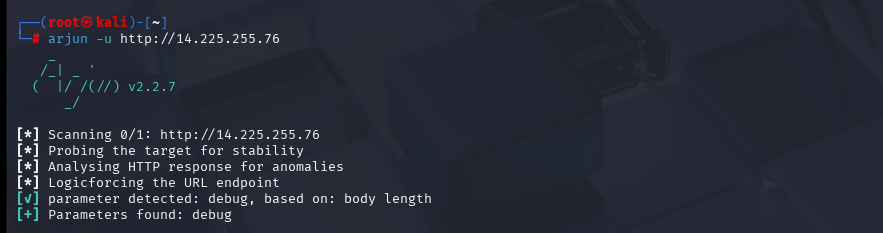 ┌──(root㉿kali)-[~]
└─# arjun -u http://14.225.255.76
    _
   /_| _ '
  (  |/ /(//) v2.2.7
      _/
[*] Scanning 0/1: http://14.225.255.76
[*] Probing the target for stability
[*] Analysing HTTP response for anomalies
[*] Logicforcing the URL endpoint
[√] parameter detected: debug, based on: body length
[+] Parameters found: debug